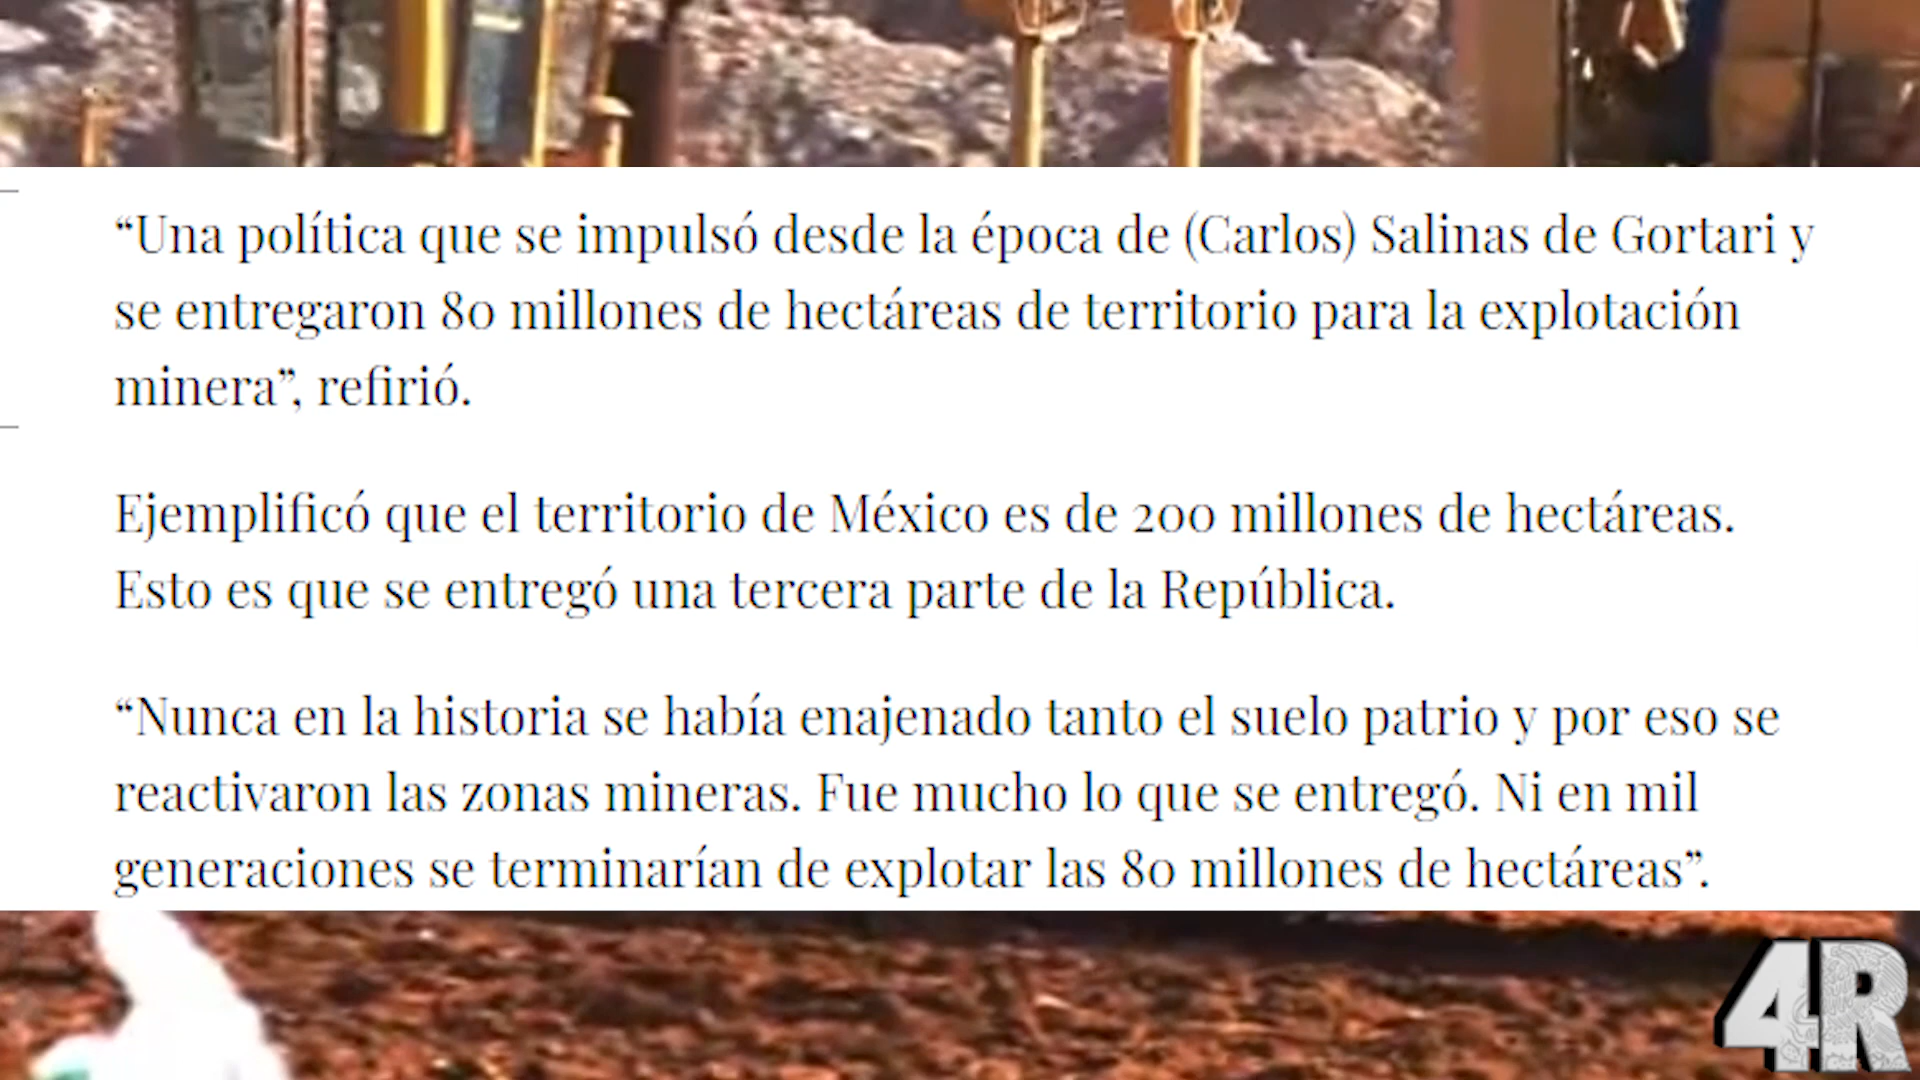 “Una política que se impulsó desde la época de (Carlos) Salinas de Gortari y
se entregaron 80 millones de hectáreas de territorio para la explotación
minera”, refirió.
Ejemplificó que el territorio de México es de 200 millones de hectáreas.
Esto es que se entregó una tercera parte de la República.
“Nunca en la historia se había enajenado tanto el suelo patrio y por eso se
reactivaron las zonas mineras. Fue mucho lo que se entregó. Ni en mil
generaciones se terminarían de explotar las 80 millones de hectáreas”.
4R